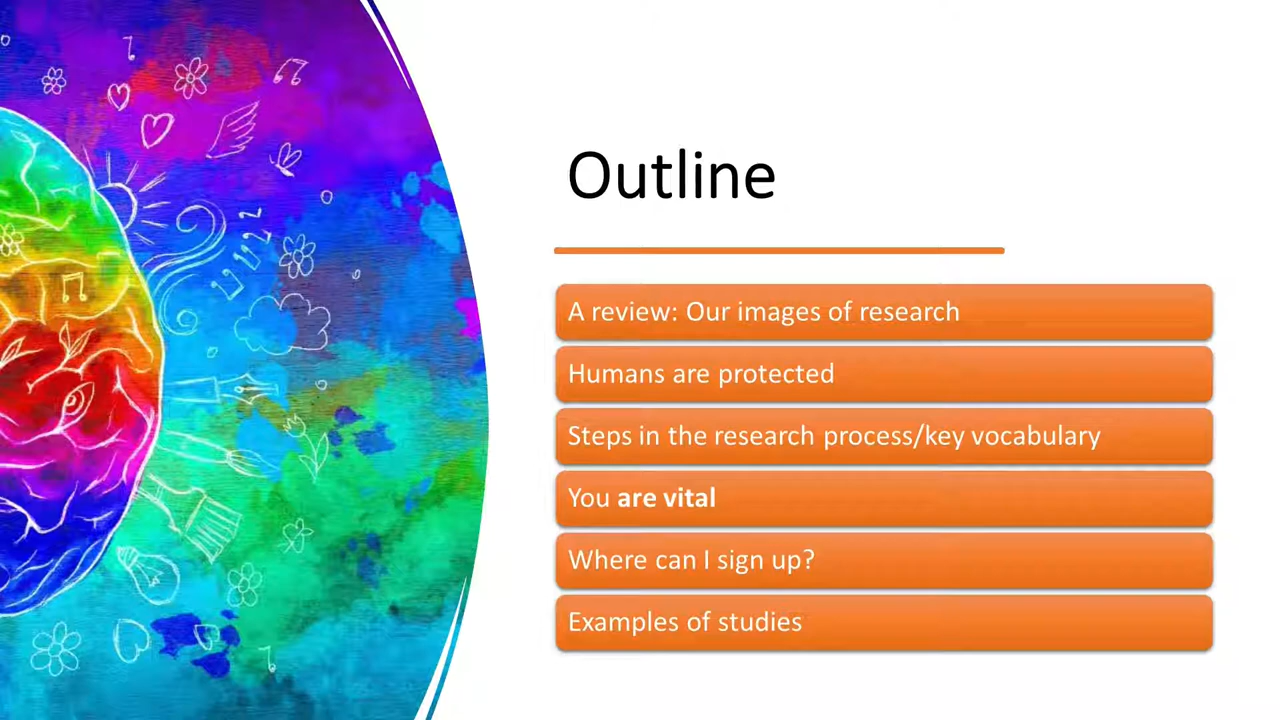 Outline
A review: Our images of research
Humans are protected
Steps in the research process/key vocabulary
You are vital
Where can I sign up?
Examples of studies